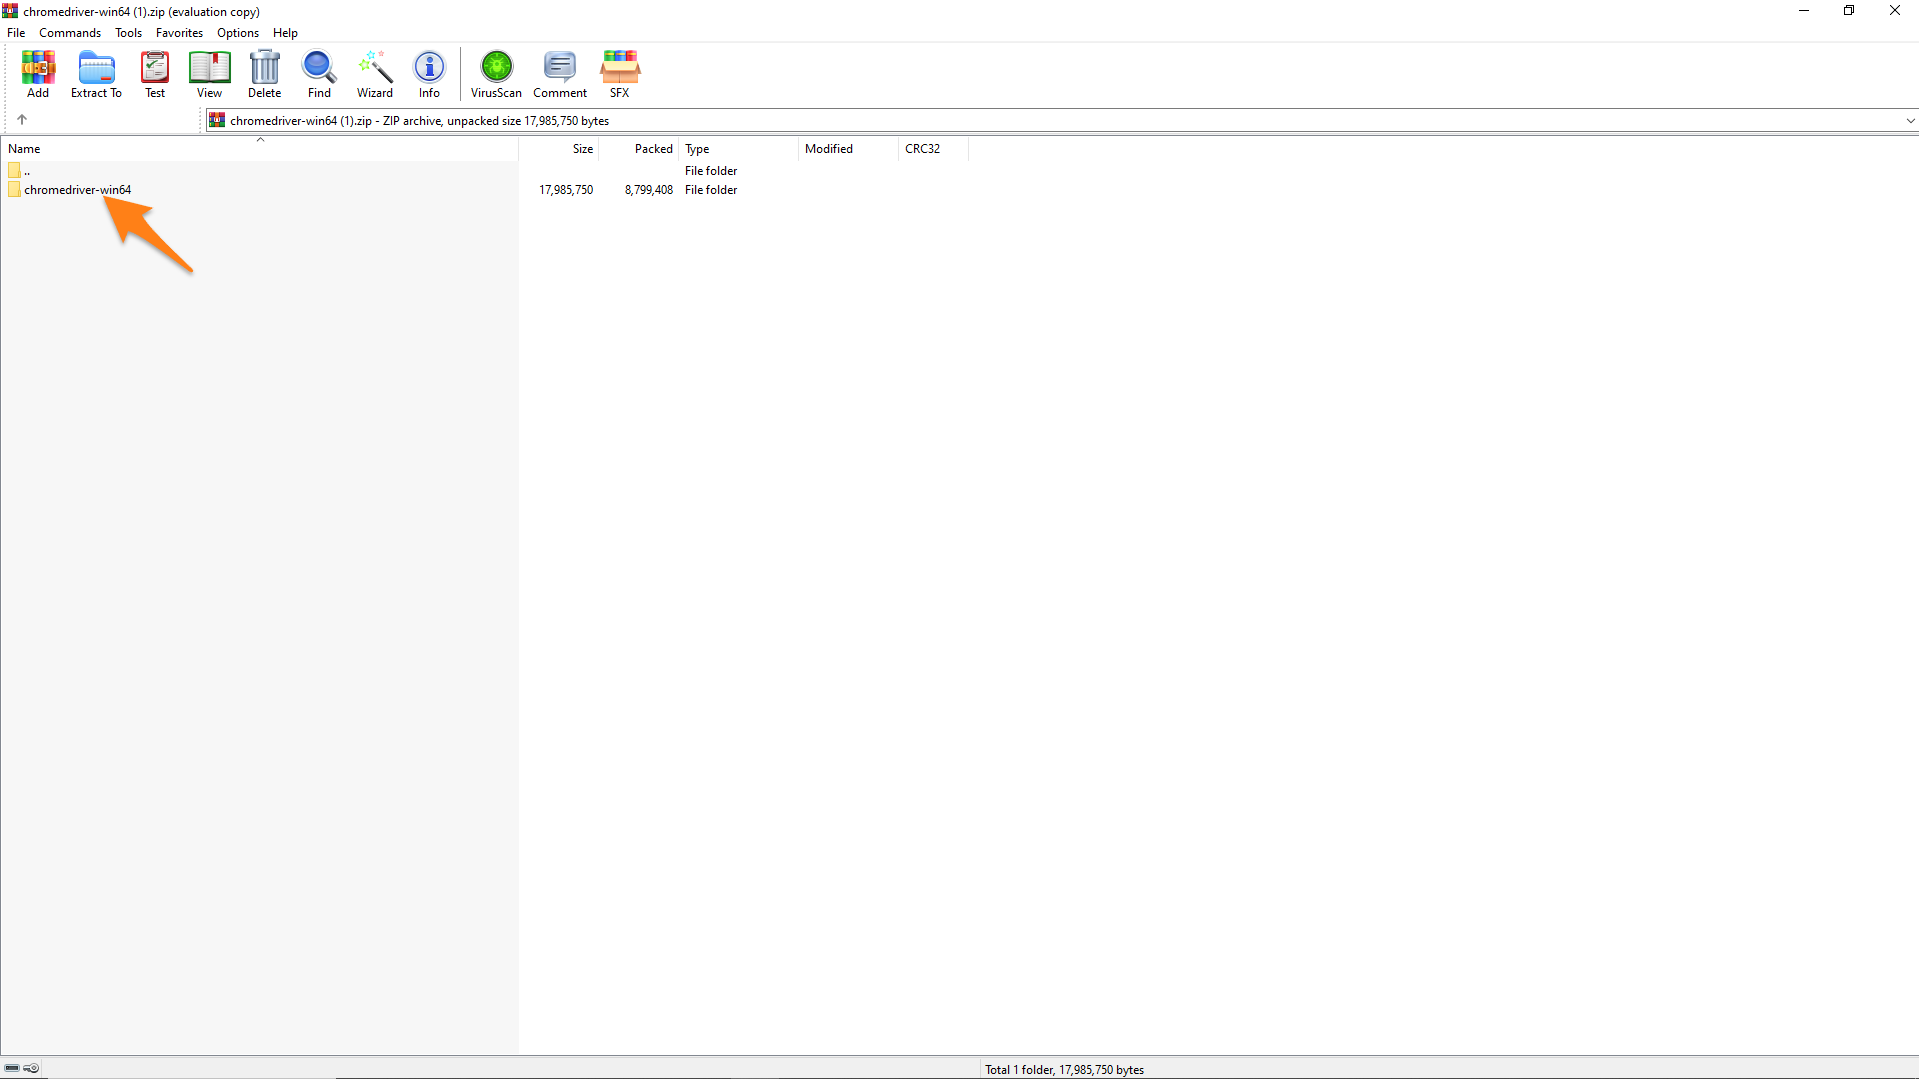 chromedriver-win64 (1).zip (evaluation copy)
File Commands Tools Favorites Options Help
Add Extract To Test View Delete Find Wizard Info VirusScan Comment SFX
chromedriver-win64 (1).zip - ZIP archive, unpacked size 17,985,750 bytes
Name Size Packed Type Modified CRC32
.. File folder
chromedriver-win64 17,985,750 8,799,408 File folder
Total 1 folder, 17,985,750 bytes